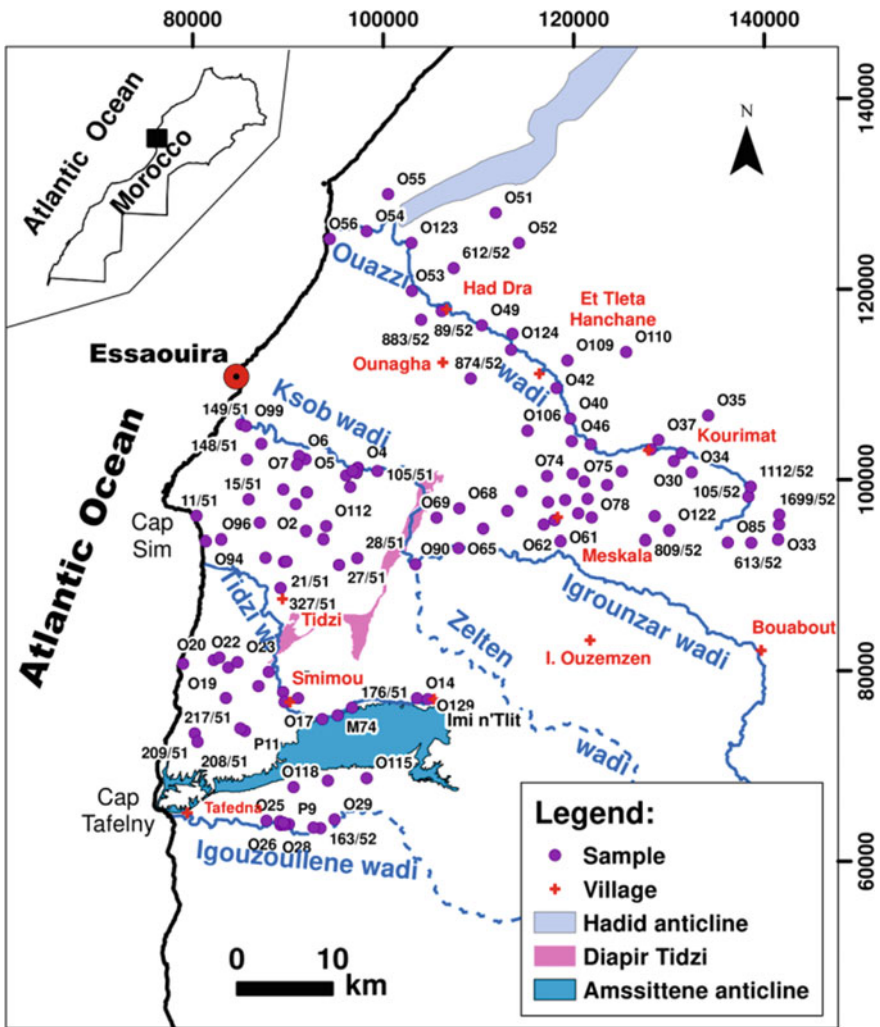 80000 100000 120000 140000
Atlantic Ocean
Morocco
N
140000
O55
O51
O54
O56
O123
O52
612/52
Ouazzi
O53
Had Dra
120000
O49
Et Tleta
Hanchane
89/52
883/52
O124
Essaouira
O109
O110
Ounagha
874/52
wadi
O42
Ksob wadi
149/51
O99
O40
O35
O106
O46
O37
Kourimat
148/51
O6
O4
O7
O5
O34
105/51
O74
O75
O30
1112/52
100000
15/51
O69
O68
O78
105/52
1699/52
11/51
O112
Cap
Sim
O96
O2
O122
O85
28/51
O62
O61
O94
O90
O65
Meskala
809/52
O33
613/52
27/51
21/51
Tidzi w
327/51
Igrounzar wadi
Tidzi
Zelten
Bouabout
Atlantic Ocean
O20
O22
O23
I. Ouzemzen
80000
Smimou
O19
176/51
O14
O129
O17
Imi n'Tlit
217/51
M74
P11
209/51
208/51
wadi
O118
O115
Cap
Tafelny
Tafedna
O25
P9
O29
O26
O28
163/52
Igouzoullene wadi
60000
Legend:
Sample
Village
Hadid anticline
Diapir Tidzi
Amssittene anticline
0 10
km